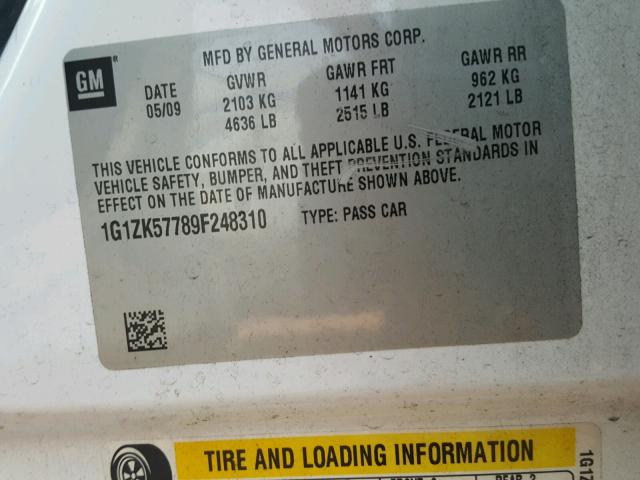 MFD BY GENERAL MOTORS CORP.
GM ®
DATE GVWR GAWR FRT GAWR RR
05/09 2103 KG 1141 KG 962 KG
4636 LB 2515 LB 2121 LB
THIS VEHICLE CONFORMS TO ALL APPLICABLE U.S. FEDERAL MOTOR
VEHICLE SAFETY, BUMPER, AND THEFT PREVENTION STANDARDS IN
EFFECT ON THE DATE OF MANUFACTURE SHOWN ABOVE.
1G1ZK57789F248310 TYPE: PASS CAR
TIRE AND LOADING INFORMATION
1G1Z